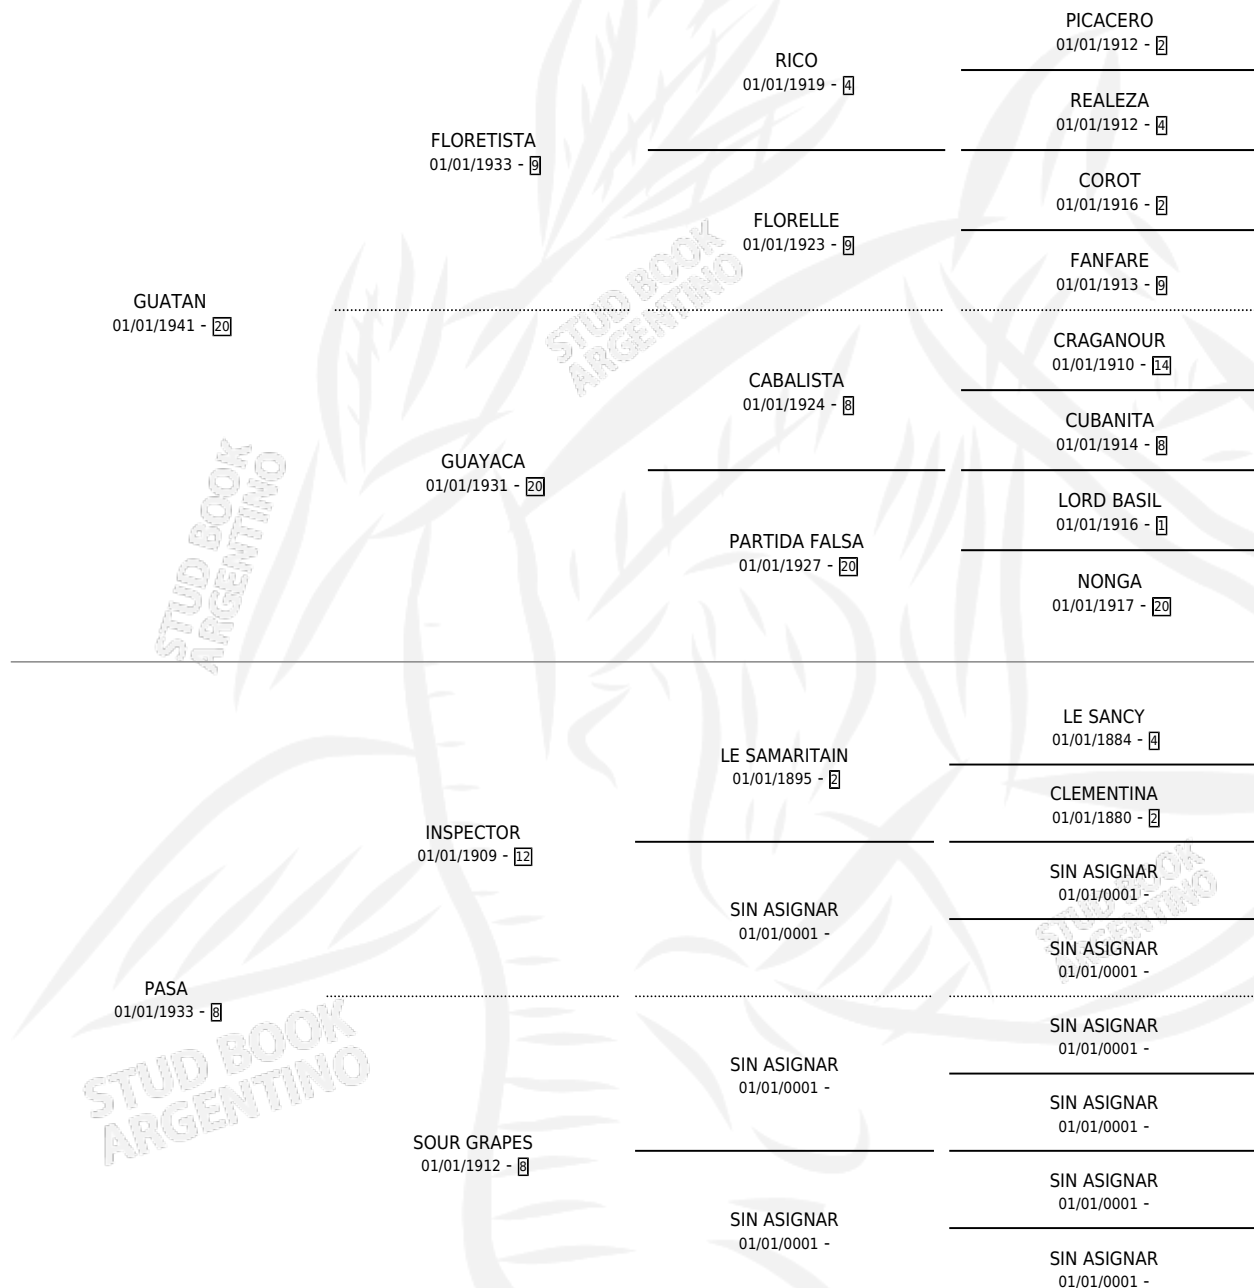 PICACERO
01/01/1912 - 2
RICO
01/01/1919 - 4
REALEZA
01/01/1912 - 4
FLORETISTA
01/01/1933 - 9
COROT
01/01/1916 - 2
FLORELLE
01/01/1923 - 9
FANFARE
01/01/1913 - 9
GUATAN
01/01/1941 - 20
CRAGANOUR
01/01/1910 - 14
CABALISTA
01/01/1924 - 8
CUBANITA
01/01/1914 - 8
GUAYACA
01/01/1931 - 20
LORD BASIL
01/01/1916 - 1
PARTIDA FALSA
01/01/1927 - 20
NONGA
01/01/1917 - 20
STUD BOOK
ARGENTINO
STUD BOOK
ARGENTINO
LE SANCY
01/01/1884 - 4
LE SAMARITAIN
01/01/1895 - 2
CLEMENTINA
01/01/1880 - 2
INSPECTOR
01/01/1909 - 12
SIN ASIGNAR
01/01/0001 -
SIN ASIGNAR
01/01/0001 -
SIN ASIGNAR
01/01/0001 -
STUD BOOK
ARGENTINO
PASA
01/01/1933 - 8
SIN ASIGNAR
01/01/0001 -
SIN ASIGNAR
01/01/0001 -
SIN ASIGNAR
01/01/0001 -
STUD BOOK
ARGENTINO
SOUR GRAPES
01/01/1912 - 8
SIN ASIGNAR
01/01/0001 -
SIN ASIGNAR
01/01/0001 -
SIN ASIGNAR
01/01/0001 -